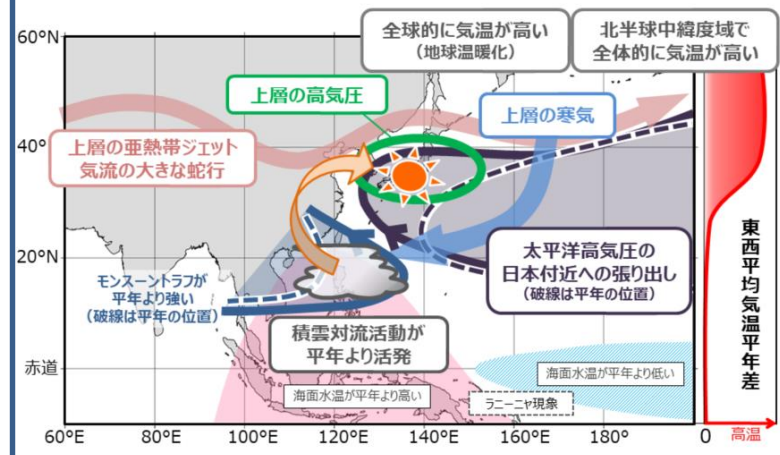 60°N
全球的に気温が高い
(地球温暖化)
北半球中緯度域で
全体的に気温が高い
上層の高気圧
上層の寒気
40°
上層の亜熱帯ジェット
気流の大きな蛇行
20°N
太平洋高気圧の
日本付近への張り出し
(破線は平年の位置)
モンスーントラフが
平年より強い
(破線は平年の位置)
積雲対流活動が
平年より活発
東西平均気温平年差
赤道
海面水温が平年より低い
海面水温が平年より高い
ラニーニャ現象
60°E
80°E
100°E
120°E
140°E
160°E
180°
0
高温